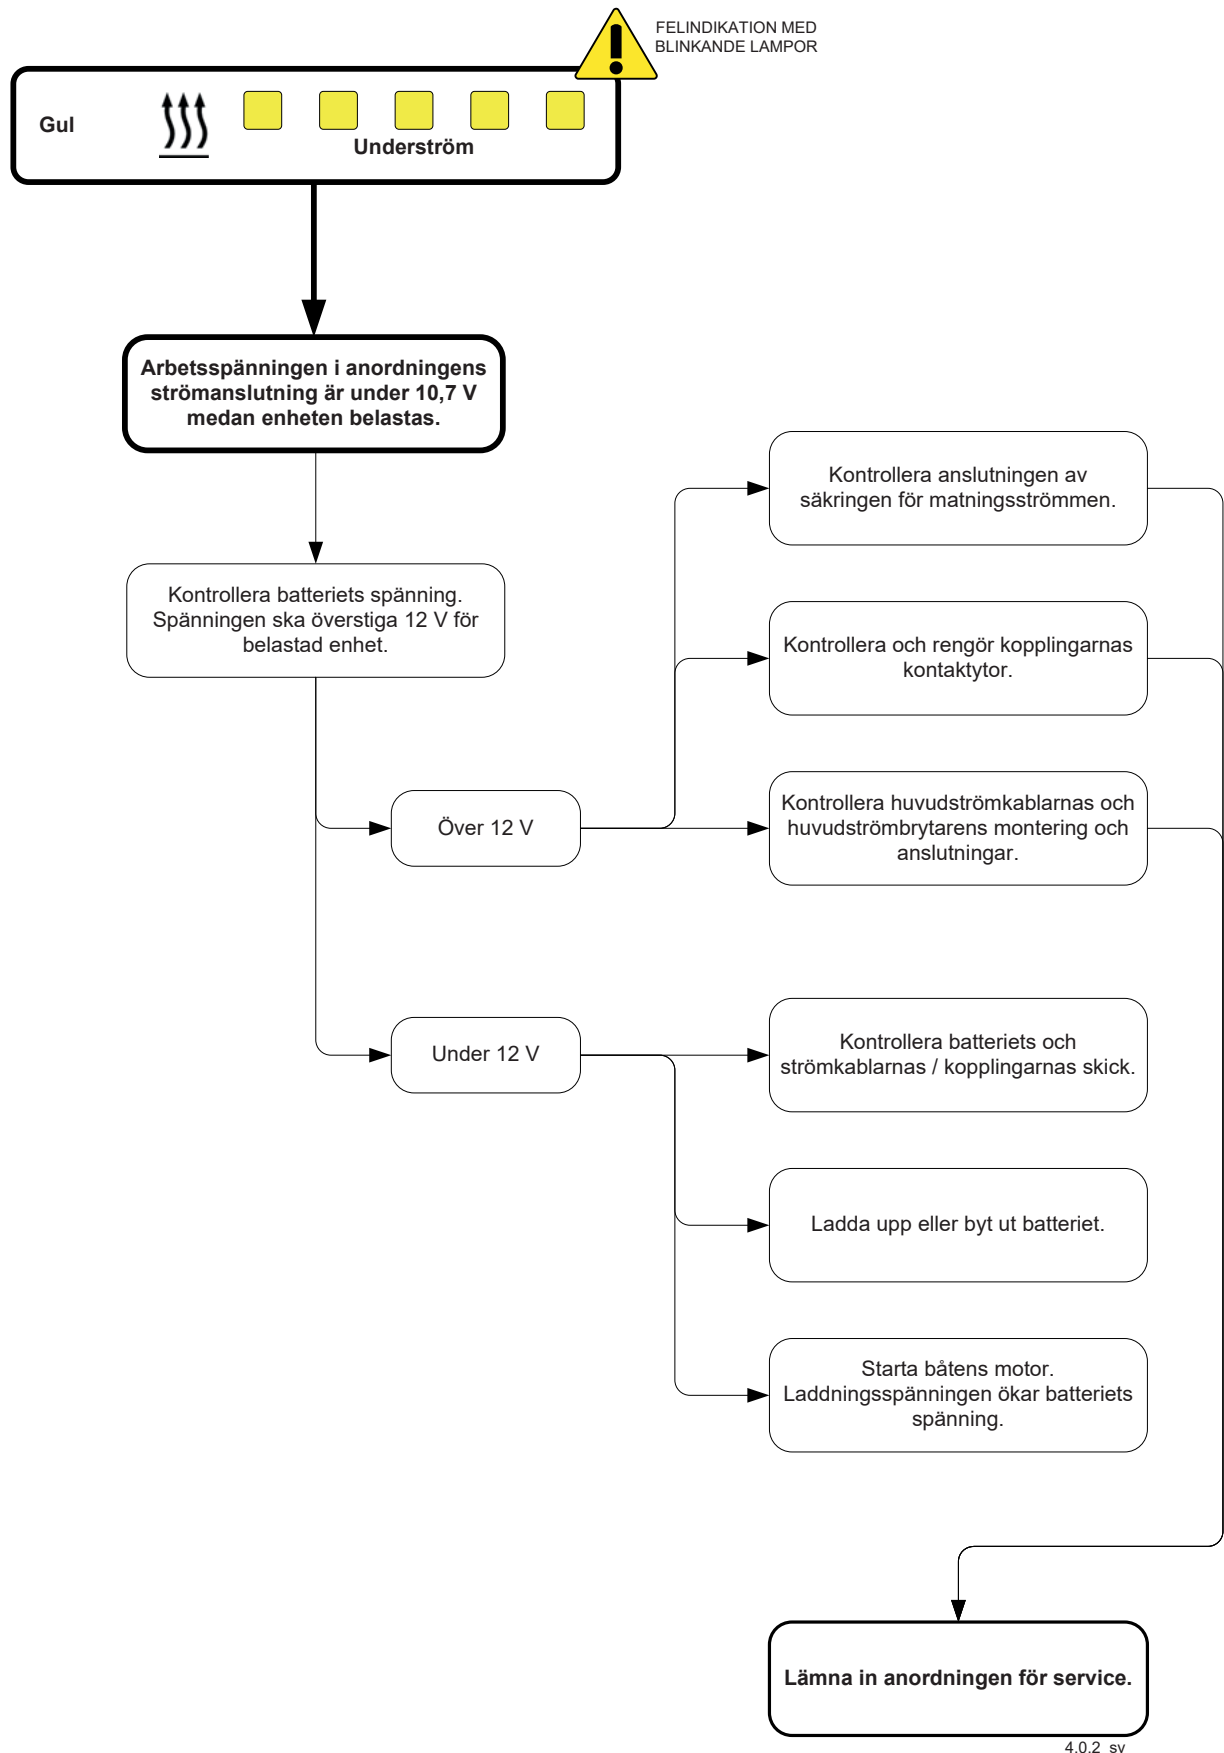 FELINDIKATION MED
BLINKANDE LAMPOR
Gul
Underström
Arbetsspänningen i anordningens
strömanslutning är under 10,7 V
medan enheten belastas.
Kontrollera anslutningen av
säkringen för matningsströmmen.
Kontrollera batteriets spänning.
Spänningen ska överstiga 12 V för
belastad enhet.
Kontrollera och rengör kopplingarnas
kontaktytor.
Över 12 V
Kontrollera huvudströmkablarnas och
huvudströmbrytarens montering och
anslutningar.
Under 12 V
Kontrollera batteriets och
strömkablarnas / kopplingarnas skick.
Ladda upp eller byt ut batteriet.
Starta båtens motor.
Laddningsspänningen ökar batteriets
spänning.
Lämna in anordningen för service.
4.0.2_sv